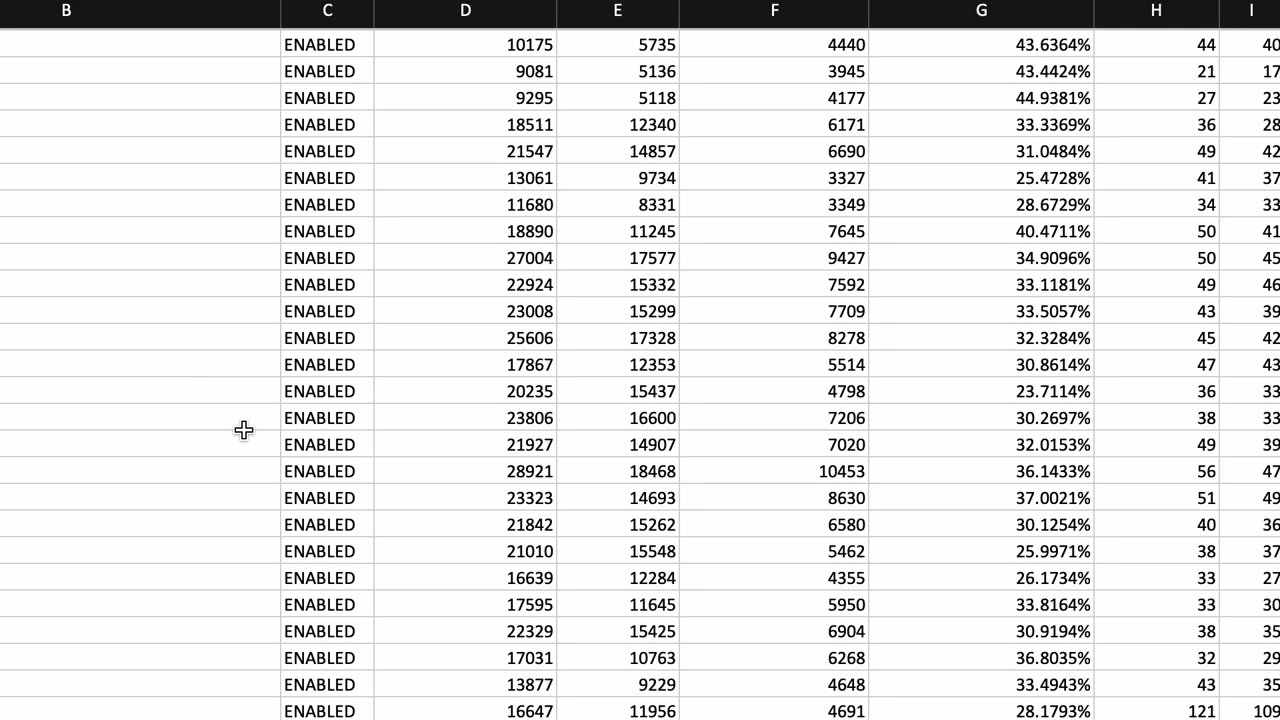 B C D E F G H I
ENABLED 10175 5735 4440 43.6364% 44 40
ENABLED 9081 5136 3945 43.4424% 21 17
ENABLED 9295 5118 4177 44.9381% 27 23
ENABLED 18511 12340 6171 33.3369% 36 28
ENABLED 21547 14857 6690 31.0484% 49 42
ENABLED 13061 9734 3327 25.4728% 41 37
ENABLED 11680 8331 3349 28.6729% 34 33
ENABLED 18890 11245 7645 40.4711% 50 41
ENABLED 27004 17577 9427 34.9096% 50 45
ENABLED 22924 15332 7592 33.1181% 49 46
ENABLED 23008 15299 7709 33.5057% 43 39
ENABLED 25606 17328 8278 32.3284% 45 42
ENABLED 17867 12353 5514 30.8614% 47 43
ENABLED 20235 15437 4798 23.7114% 36 33
ENABLED 23806 16600 7206 30.2697% 38 33
ENABLED 21927 14907 7020 32.0153% 49 39
ENABLED 28921 18468 10453 36.1433% 56 47
ENABLED 23323 14693 8630 37.0021% 51 49
ENABLED 21842 15262 6580 30.1254% 40 36
ENABLED 21010 15548 5462 25.9971% 38 37
ENABLED 16639 12284 4355 26.1734% 33 27
ENABLED 17595 11645 5950 33.8164% 33 30
ENABLED 22329 15425 6904 30.9194% 38 35
ENABLED 17031 10763 6268 36.8035% 32 29
ENABLED 13877 9229 4648 33.4943% 43 35
ENABLED 16647 11956 4691 28.1793% 121 109